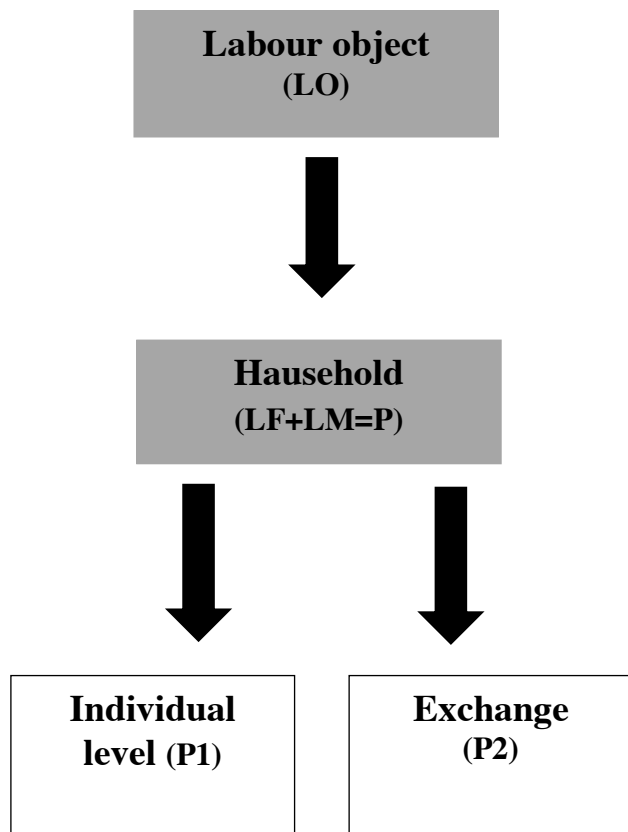 Labour object
(LO)
Hausehold
(LF+LM=P)
Individual
level (P1)
Exchange
(P2)